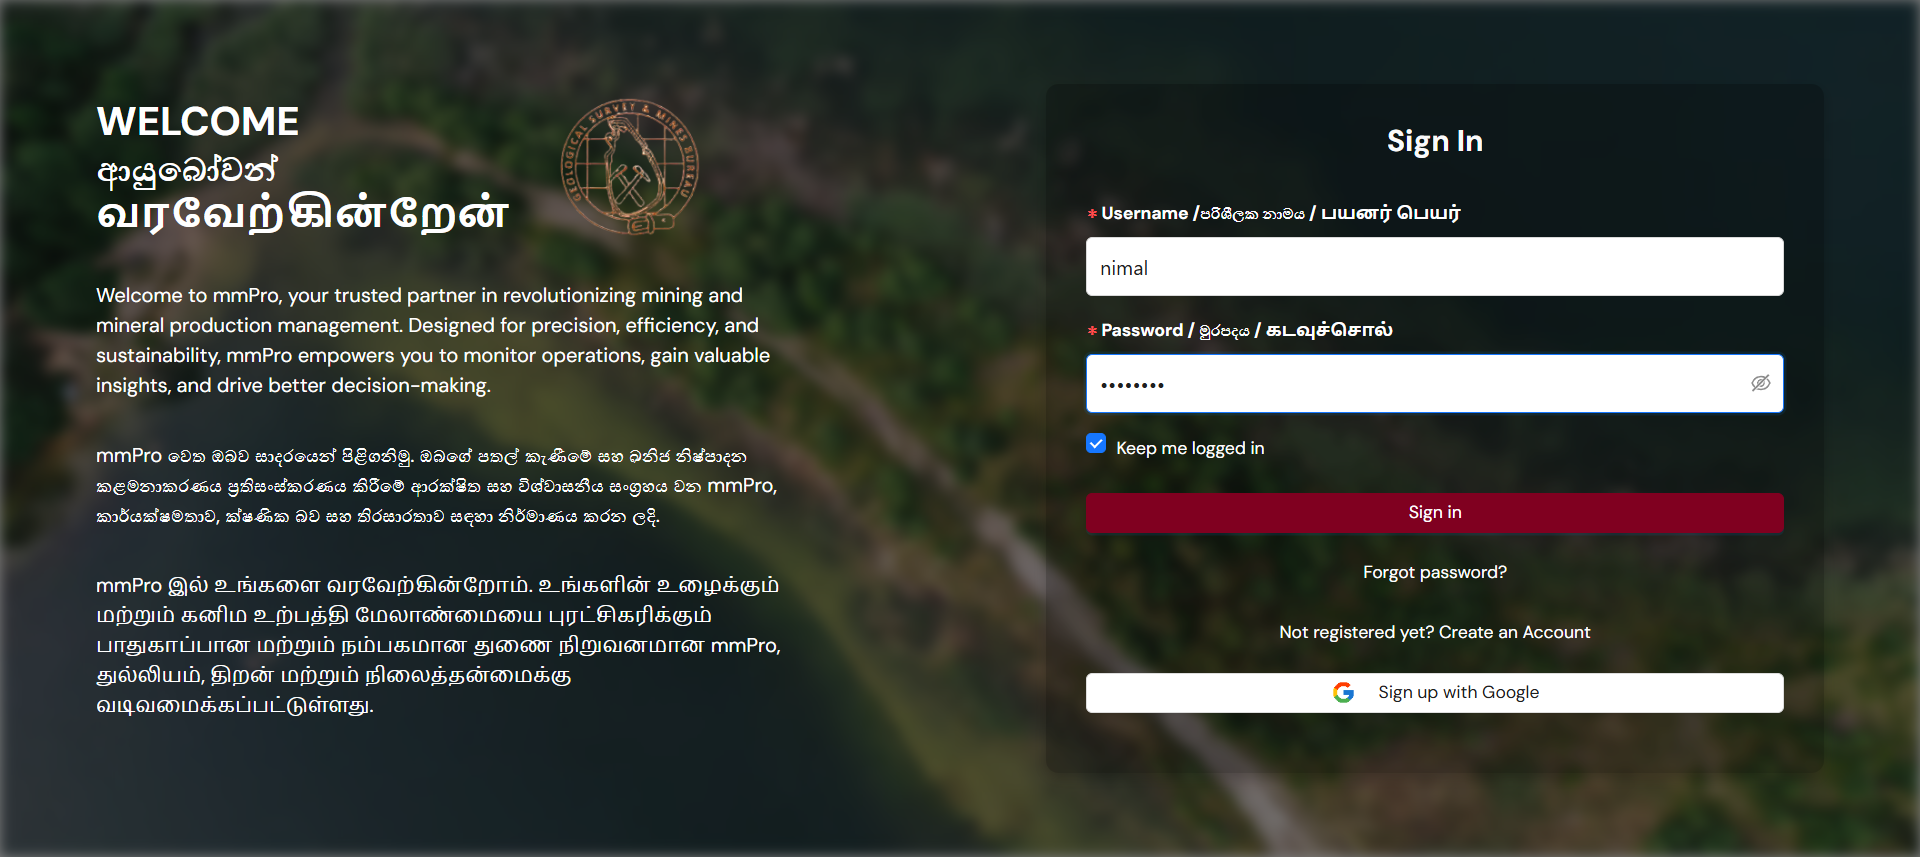 WELCOME
ආයුබෝවන්
வரவேற்கின்றேன்
GEOLOGICAL SURVEY & MINES BUREAU
Welcome to mmPro, your trusted partner in revolutionizing mining and
mineral production management. Designed for precision, efficiency, and
sustainability, mmPro empowers you to monitor operations, gain valuable
insights, and drive better decision-making.
mmPro වෙත ඔබව සාදරයෙන් පිළිගනිමු. ඔබගේ පතල් කැණීමේ සහ ඛනිජ නිෂ්පාදන
කළමනාකරණය ප්‍රතිසංස්කරණය කිරීමේ ආරක්ෂිත සහ විශ්වාසනීය සංග්‍රහය වන mmPro,
කාර්යක්ෂමතාව, ක්ෂණික බව සහ තිරසාරතාව සඳහා නිර්මාණය කරන ලදි.
mmPro இல் உங்களை வரவேற்கின்றோம். உங்களின் உழைக்கும்
மற்றும் கனிம உற்பத்தி மேலாண்மையை புரட்சிகரிக்கும்
பாதுகாப்பான மற்றும் நம்பகமான துணை நிறுவனமான mmPro,
துல்லியம், திறன் மற்றும் நிலைத்தன்மைக்கு
வடிவமைக்கப்பட்டுள்ளது.
Sign In
* Username /පරිශීලක නාමය / பயனர் பெயர்
nimal
* Password / මුරපදය / கடவுச்சொல்
••••••••
Keep me logged in
Sign in
Forgot password?
Not registered yet? Create an Account
Sign up with Google